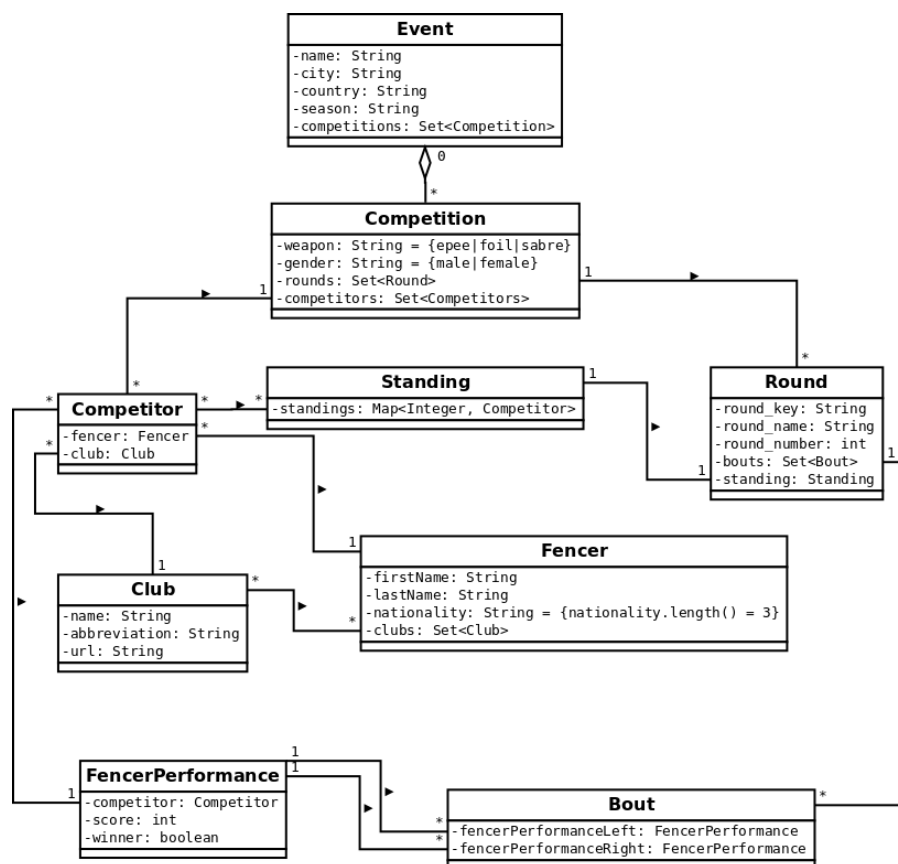 Event
-name: String
-city: String
-country: String
-season: String
-competitions: Set<Competition>
0
*
Competition
-weapon: String = {epee|foil|sabre}
-gender: String = {male|female}
-rounds: Set<Round>
-competitors: Set<Competitors>
1
1
*
*
Competitor
-fencer: Fencer
-club: Club
*
*
*
*
*
Standing
-standings: Map<Integer, Competitor>
1
1
Round
-round_key: String
-round_name: String
-round_number: int
-bouts: Set<Bout>
-standing: Standing
1
1
Fencer
-firstName: String
-lastName: String
-nationality: String = {nationality.length() = 3}
-clubs: Set<Club>
*
1
Club
-name: String
-abbreviation: String
-url: String
*
1
FencerPerformance
-competitor: Competitor
-score: int
-winner: boolean
1
1
*
*
Bout
-fencerPerformanceLeft: FencerPerformance
-fencerPerformanceRight: FencerPerformance
*